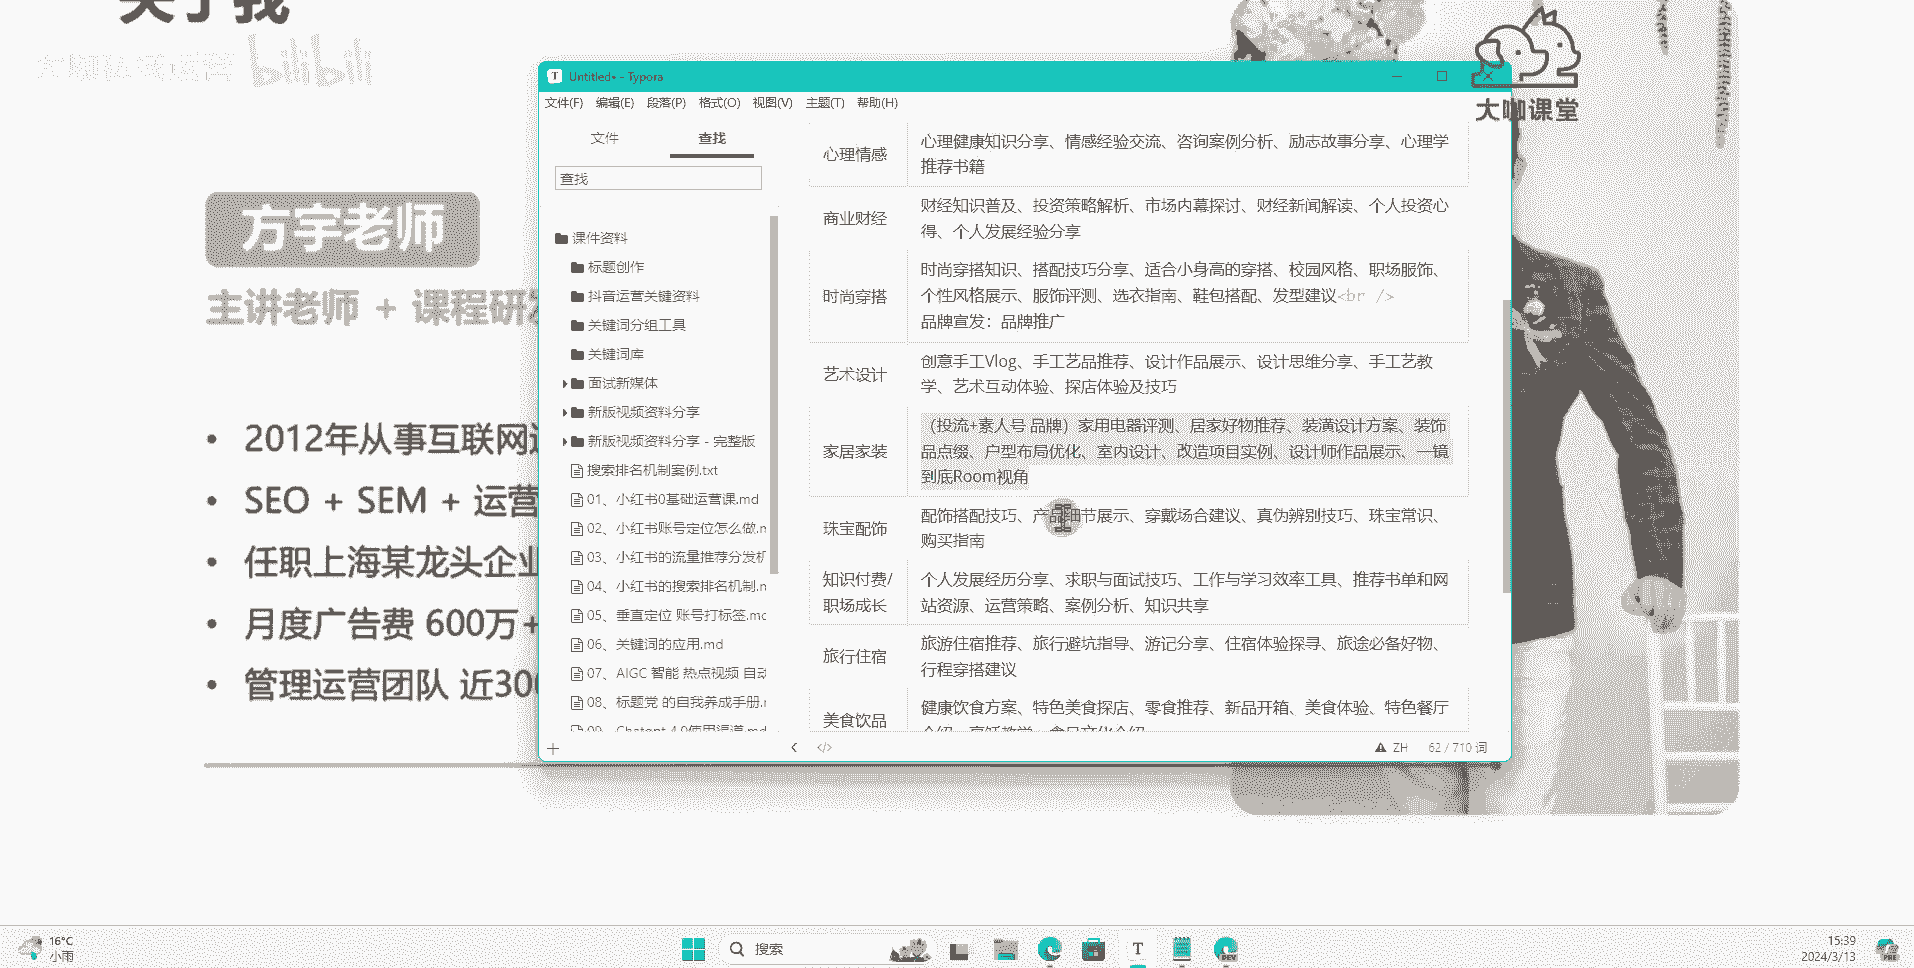 关于我
bilibili
大咖课堂
方宇老师
主讲老师 + 课程研发
2012年从事互联网
SEO + SEM + 运营
任职上海某龙头企业
月度广告费 600万+
管理运营团队 近300
Untitled• - Typora
文件(F) 编辑(E) 段落(P) 格式(O) 视图(V) 主题(T) 帮助(H)
文件 查找
查找
课件资料
标题创作
抖音运营关键资料
关键词分组工具
关键词库
面试新媒体
新版视频资料分享
新版视频资料分享 - 完整版
搜索排名机制案例.txt
01、小红书0基础运营课.md
02、小红书账号定位怎么做.m
03、小红书的流量推荐分发机
04、小红书的搜索排名机制.m
05、垂直定位 账号打标签.mc
06、关键词的应用.md
07、AIGC 智能 热点视频 自动
08、标题党 的自我养成手册.r
09、Chatgpt 4.0使用渠道.md
心理情感
心理健康知识分享、情感经验交流、咨询案例分析、励志故事分享、心理学
推荐书籍
商业财经
财经知识普及、投资策略解析、市场内幕探讨、财经新闻解读、个人投资心
得、个人发展经验分享
时尚穿搭
时尚穿搭知识、搭配技巧分享、适合小身高的穿搭、校园风格、职场服饰、
个性风格展示、服饰评测、选衣指南、鞋包搭配、发型建议<br />
品牌宣发：品牌推广
艺术设计
创意手工Vlog、手工艺品推荐、设计作品展示、设计思维分享、手工艺教
学、艺术互动体验、探店体验及技巧
家居家装
（投流+素人号 品牌）家用电器评测、居家好物推荐、装潢设计方案、装饰
品点缀、户型布局优化、室内设计、改造项目实例、设计师作品展示、一镜
到底Room视角
珠宝配饰
配饰搭配技巧、产品细节展示、穿戴场合建议、真伪辨别技巧、珠宝常识、
购买指南
知识付费/
职场成长
个人发展经历分享、求职与面试技巧、工作与学习效率工具、推荐书单和网
站资源、运营策略、案例分析、知识共享
旅行住宿
旅游住宿推荐、旅行避坑指导、游记分享、住宿体验探寻、旅途必备好物、
行程穿搭建议
美食饮品
健康饮食方案、特色美食探店、零食推荐、新品开箱、美食体验、特色餐厅
介绍、烹饪教学、食品文化介绍
ZH 62 / 710 词
16°C
小雨
搜索
T
DEV
15:39
2024/3/13
PRE